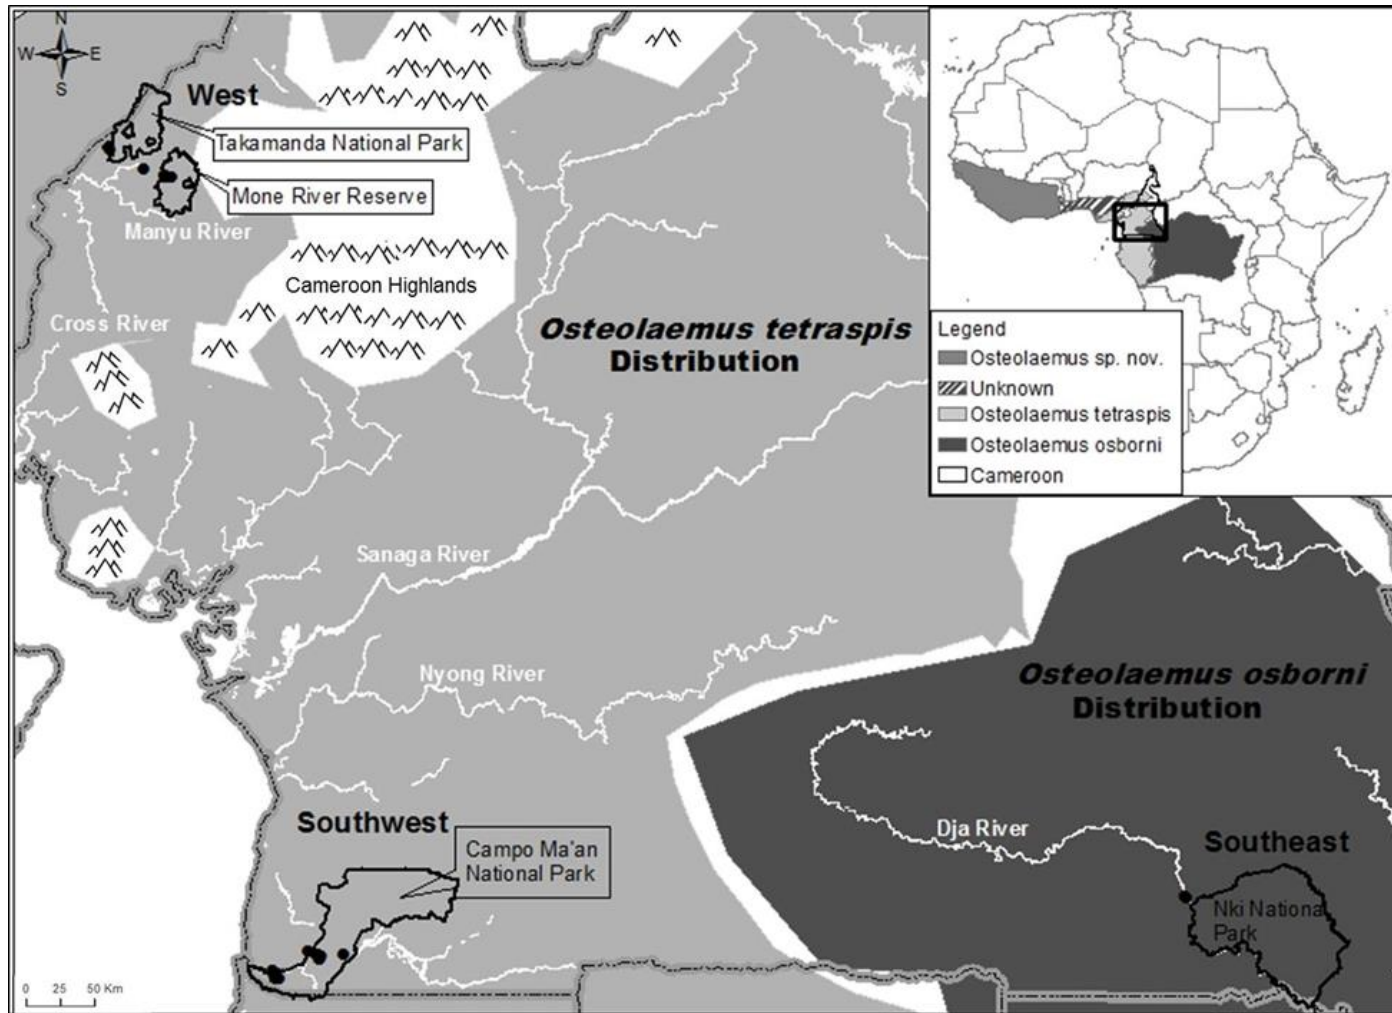 N
W E
S
West
Takamanda National Park
Mone River Reserve
Manyu River
Cameroon Highlands
Cross River
Osteolaemus tetraspis
Distribution
Legend
Osteolaemus sp. nov.
Unknown
Osteolaemus tetraspis
Osteolaemus osborni
Cameroon
Sanaga River
Nyong River
Osteolaemus osborni
Distribution
Southwest
Campo Ma'an
National Park
Dja River
Southeast
Nki National
Park
0 25 50 Km